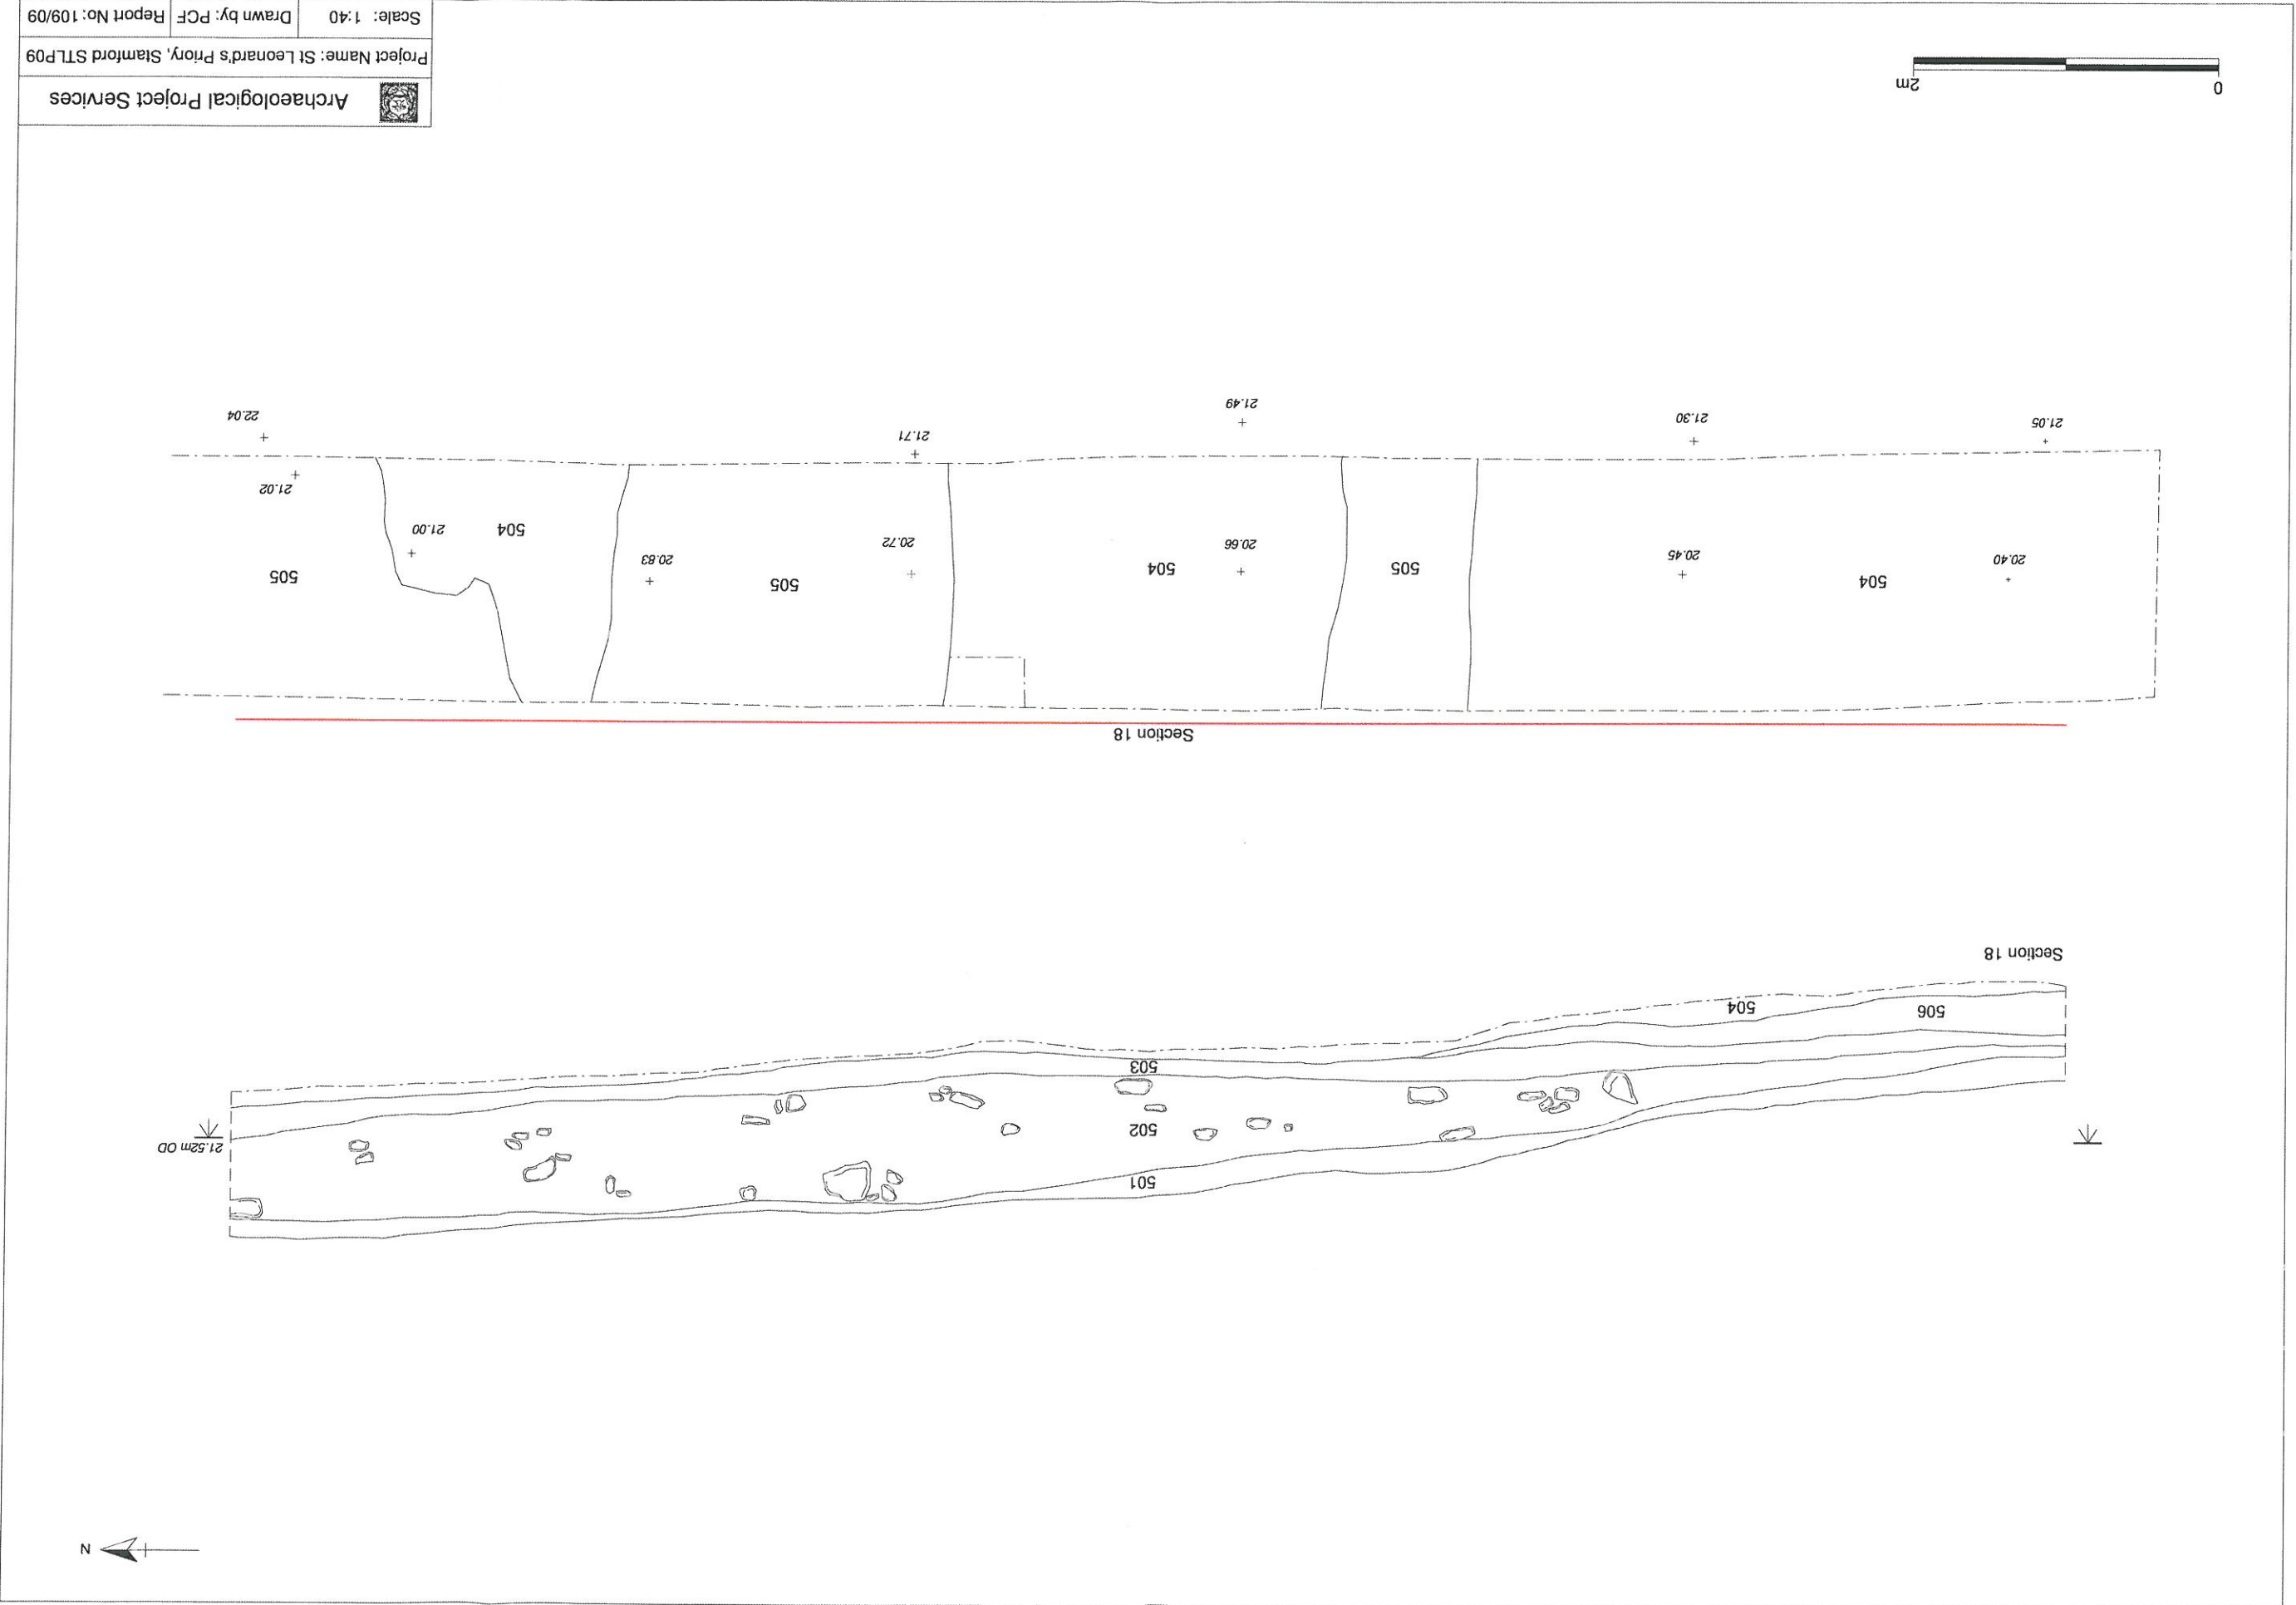 N
501
21.52m OD
502
503
506
504
Section 18
Section 18
504
505
504
505
504
505
20.40
20.45
20.66
20.72
20.83
21.00
21.02
21.05
21.30
21.49
21.71
22.04
0
2m
Archaeological Project Services
Project Name: St Leonard's Priory, Stamford STLP09
Scale: 1:40
Drawn by: PCF
Report No: 109/09